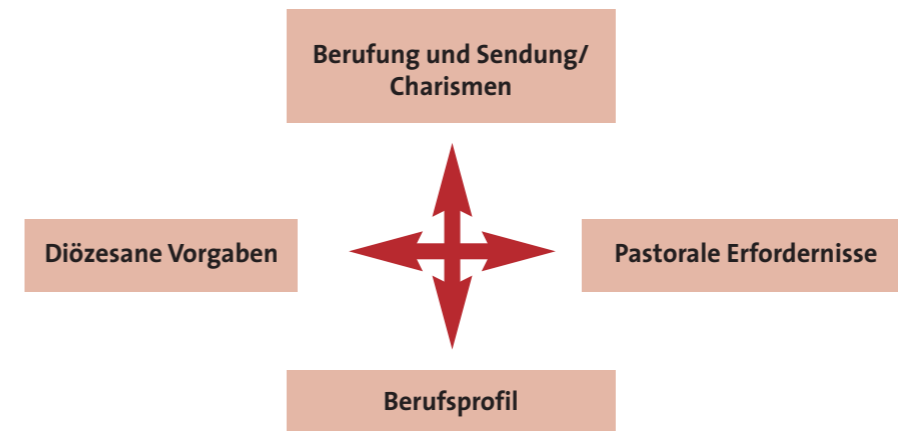 Berufung und Sendung/
Charismen
Diözesane Vorgaben
Pastorale Erfordernisse
Berufsprofil